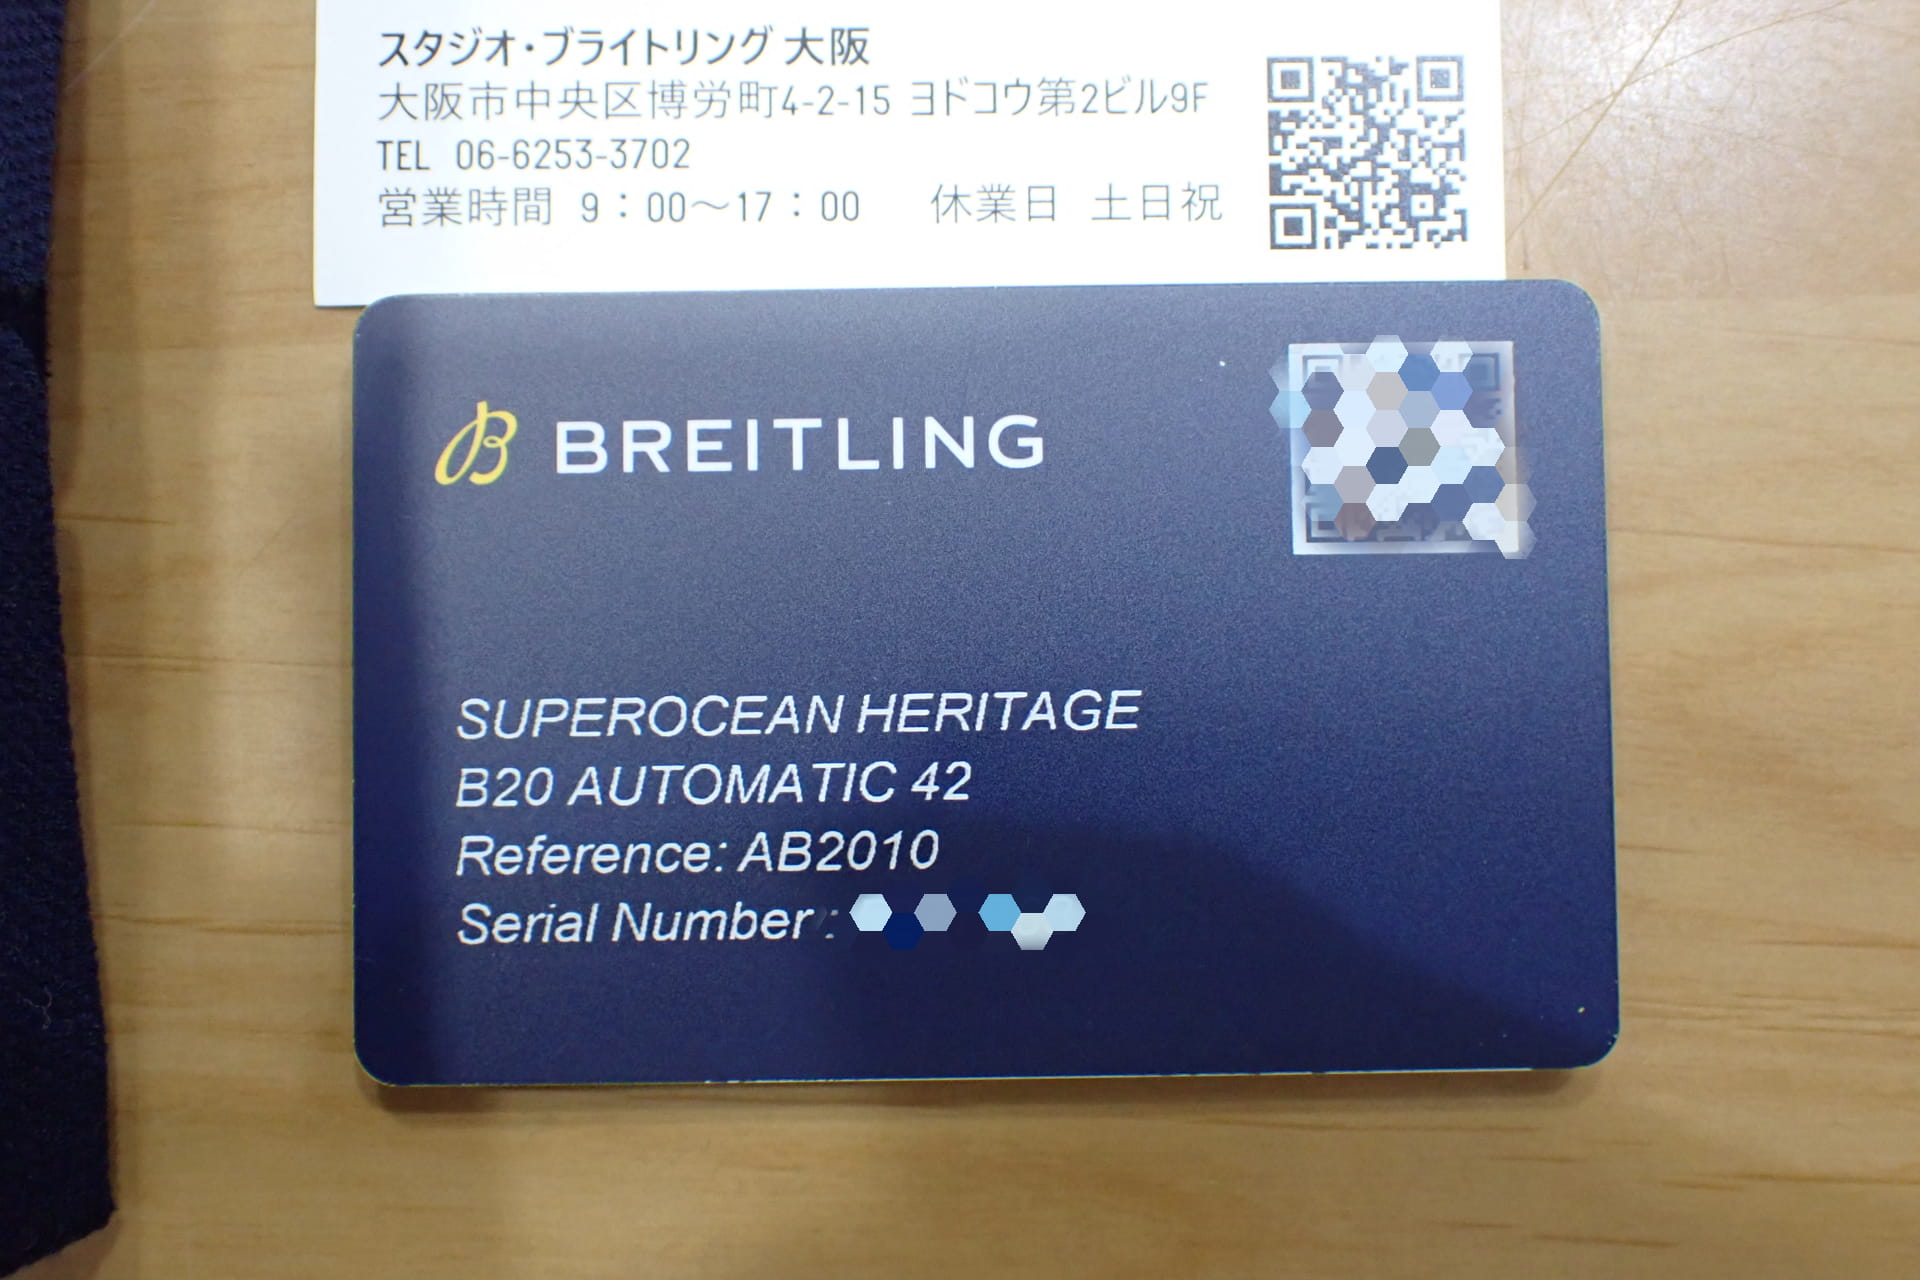 スタジオ・ブライトリング 大阪
大阪市中央区博労町4-2-15 ヨドコウ第2ビル9F
TEL 06-6253-3702
営業時間 9：00〜17：00 休業日 土日祝
BREITLING
SUPEROCEAN HERITAGE
B20 AUTOMATIC 42
Reference: AB2010
Serial Number :